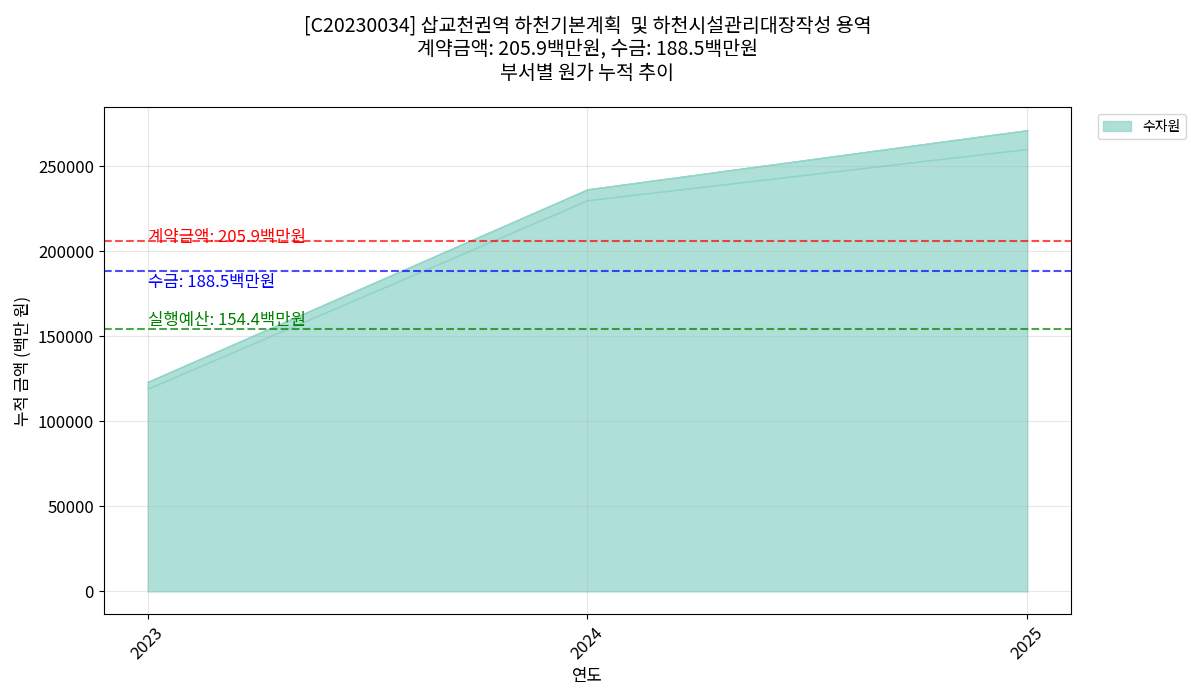 [C20230034] 삽교천권역 하천기본계획  및 하천시설관리대장작성 용역
계약금액: 205.9백만원, 수금: 188.5백만원
부서별 원가 누적 추이
수자원
250000
200000
150000
100000
50000
0
누적 금액 (백만 원)
계약금액: 205.9백만원
수금: 188.5백만원
실행예산: 154.4백만원
2023
2024
2025
연도